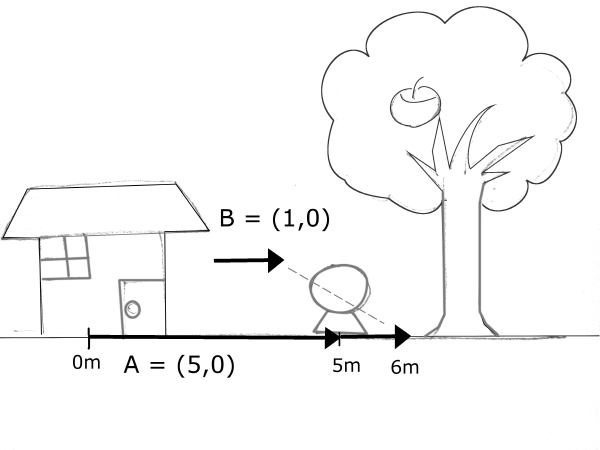 B = (1,0)
0m
A = (5,0)
5m
6m